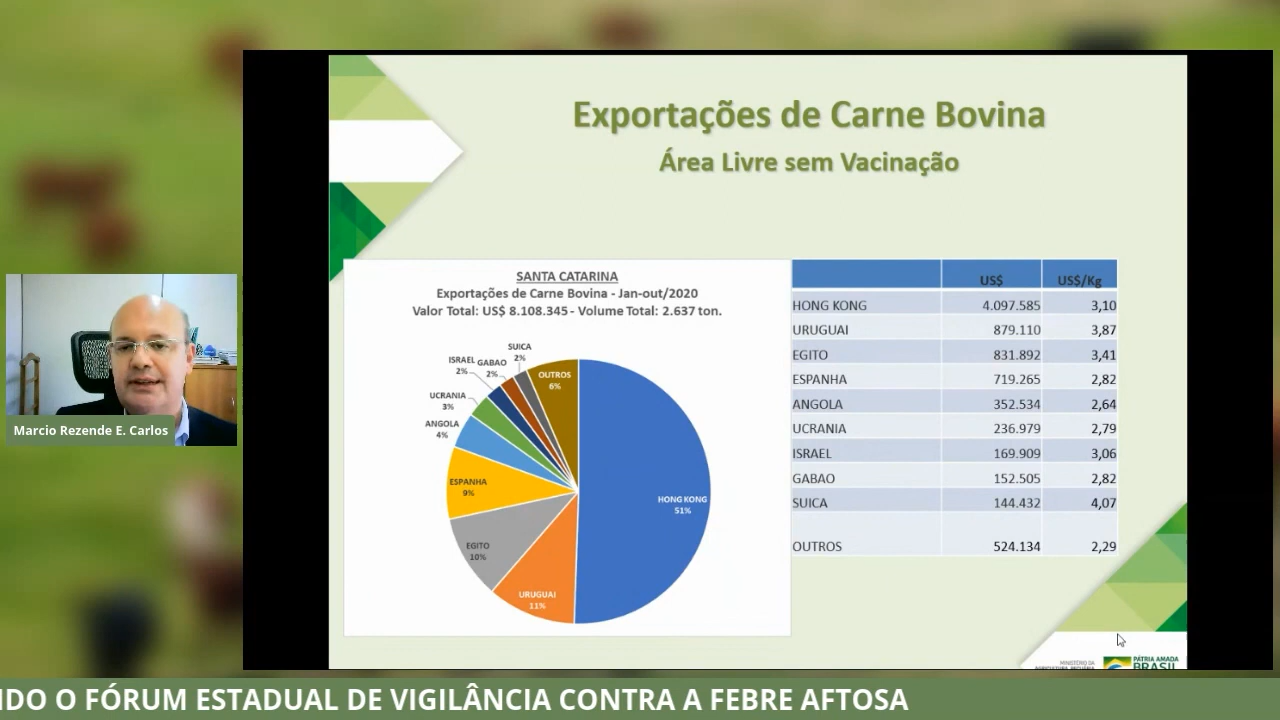 Exportações de Carne Bovina
Área Livre sem Vacinação
SANTA CATARINA
Exportações de Carne Bovina - Jan-out/2020
Valor Total: US$ 8.108.345 - Volume Total: 2.637 ton.
SUICA
2%
ISRAEL
2%
GABAO
2%
OUTROS
6%
UCRANIA
3%
ANGOLA
4%
ESPANHA
9%
HONG KONG
51%
EGITO
10%
URUGUAI
11%
US$ US$/Kg
HONG KONG 4.097.585 3,10
URUGUAI 879.110 3,87
EGITO 831.892 3,41
ESPANHA 719.265 2,82
ANGOLA 352.534 2,64
UCRANIA 236.979 2,79
ISRAEL 169.909 3,06
GABAO 152.505 2,82
SUICA 144.432 4,07
OUTROS 524.134 2,29
Marcio Rezende E. Carlos
MINISTÉRIO DA
AGRICULTURA, PECUÁRIA
PÁTRIA AMADA
BRASIL
NDO O FÓRUM ESTADUAL DE VIGILÂNCIA CONTRA A FEBRE AFTOSA